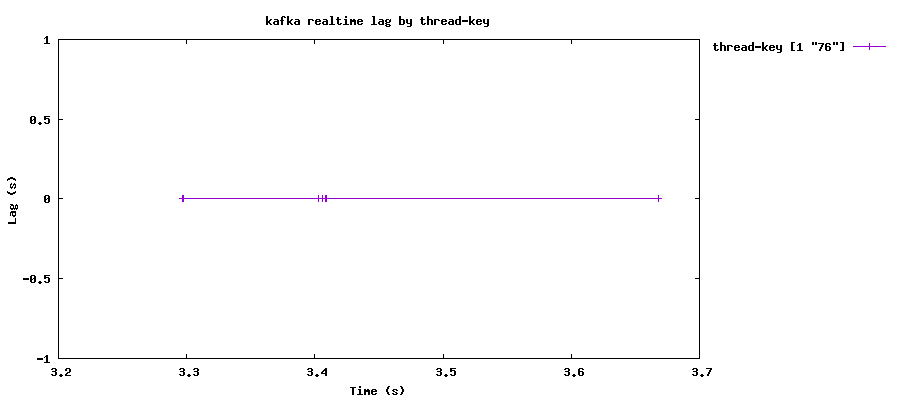 kafka realtime lag by thread-key
thread-key [1 "76"]
1
0.5
0
-0.5
-1
Lag (s)
3.2 3.3 3.4 3.5 3.6 3.7
Time (s)